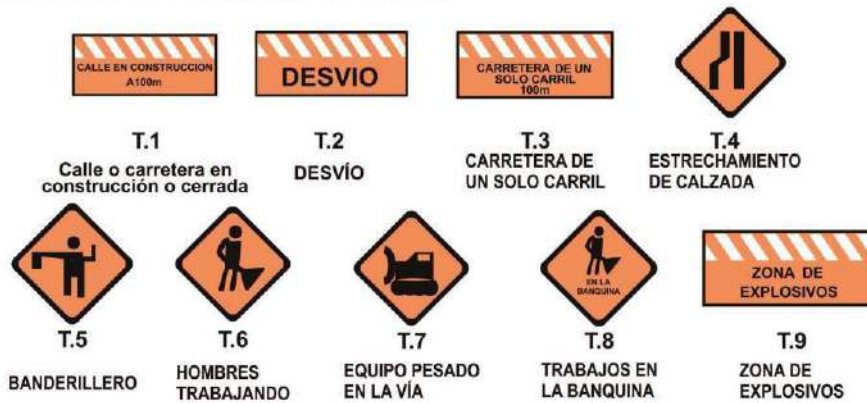 CALLE EN CONSTRUCCION
A100m
DESVIO
CARRETERA DE UN
SOLO CARRIL
100m
T.1
T.2
T.3
T.4
Calle o carretera en
construcción o cerrada
DESVÍO
CARRETERA DE
UN SOLO CARRIL
ESTRECHAMIENTO
DE CALZADA
EN LA
BANQUINA
ZONA DE
EXPLOSIVOS
T.5
T.6
T.7
T.8
T.9
BANDERILLERO
HOMBRES
TRABAJANDO
EQUIPO PESADO
EN LA VÍA
TRABAJOS EN
LA BANQUINA
ZONA DE
EXPLOSIVOS